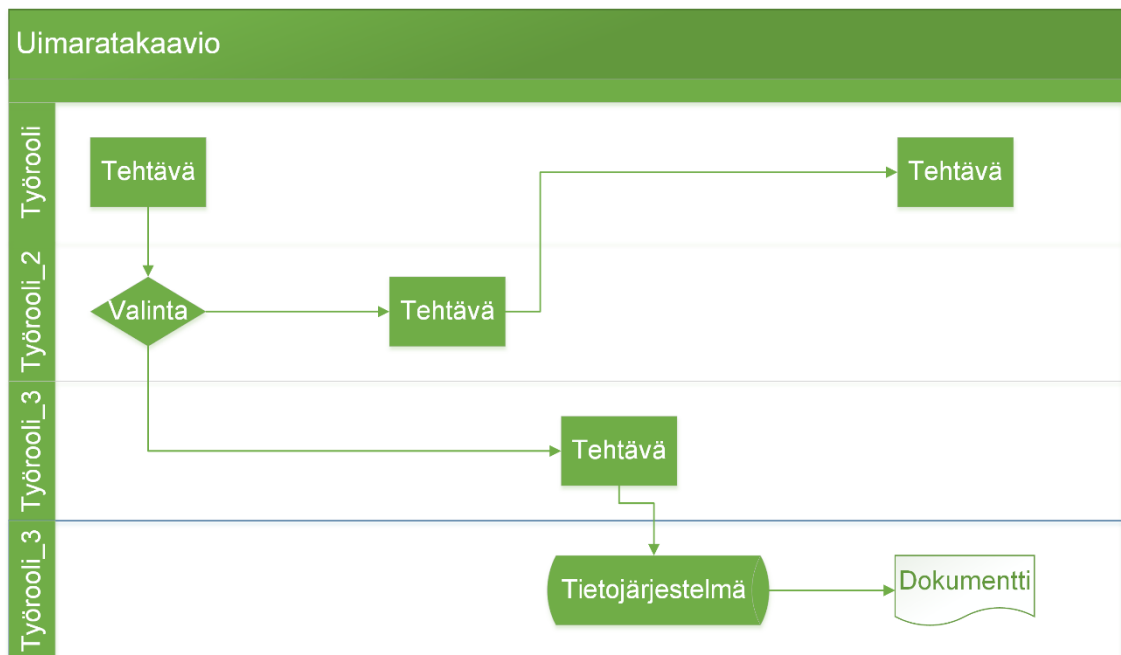 Uimaratakaavio
Työrooli
Tehtävä
Tehtävä
Työrooli_2
Valinta
Tehtävä
Työrooli_3
Tehtävä
Työrooli_3
Tietojärjestelmä
Dokumentti